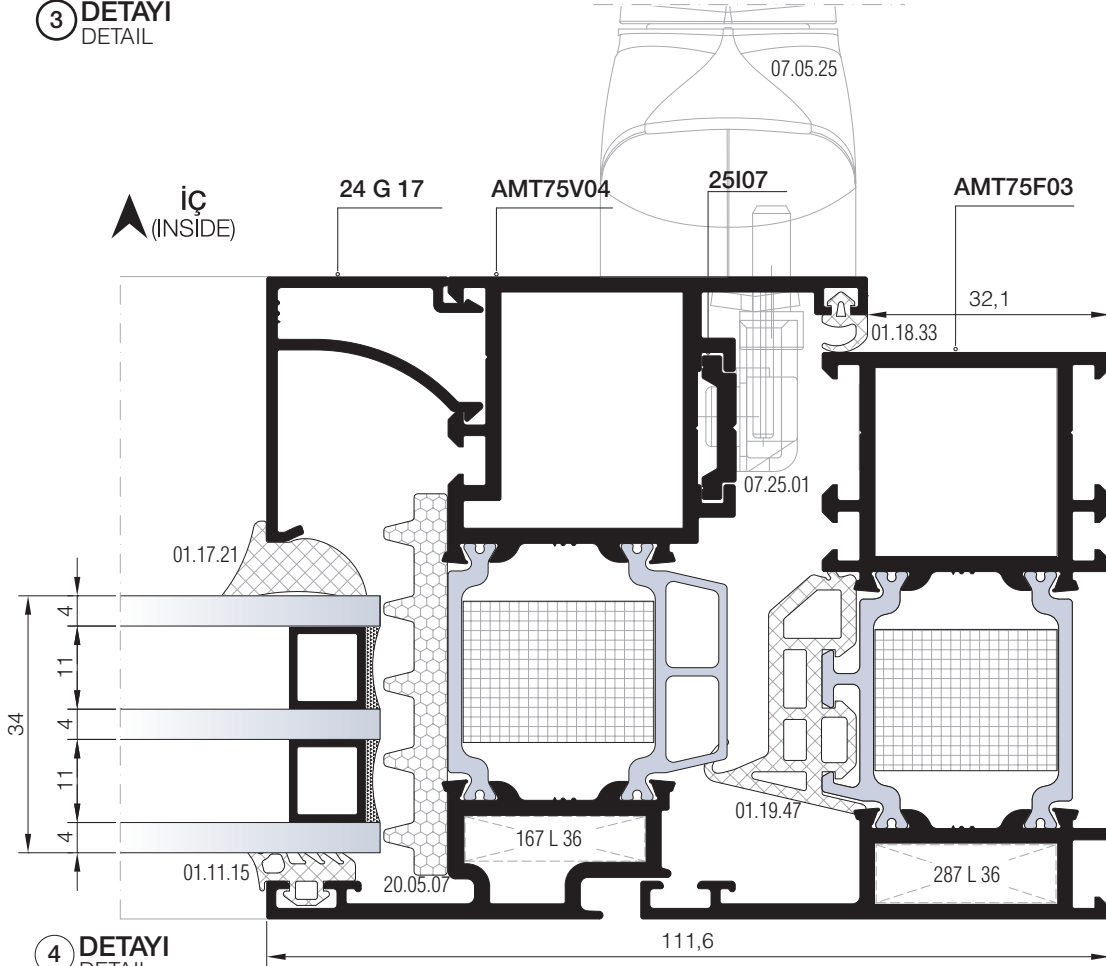 3 DETAYI
DETAIL
07.05.25
İÇ
(INSIDE)
24 G 17
AMT75V04
25I07
AMT75F03
32,1
01.18.33
07.25.01
01.17.21
4
11
4
34
11
4
01.19.47
167 L 36
287 L 36
01.11.15
20.05.07
111,6
4 DETAYI
DETAIL